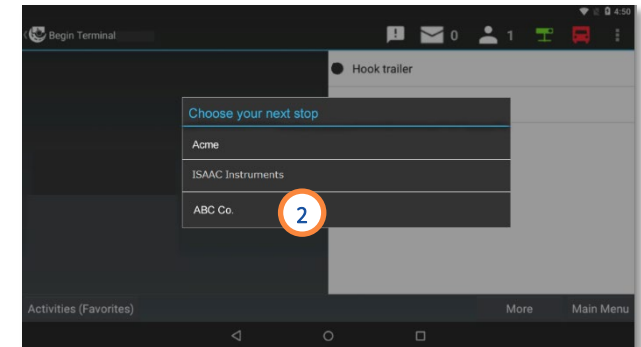 4:50
Begin Terminal
0
1
Hook trailer
Choose your next stop
Acme
ISAAC Instruments
ABC Co.
2
Activities (Favorites)
More
Main Menu